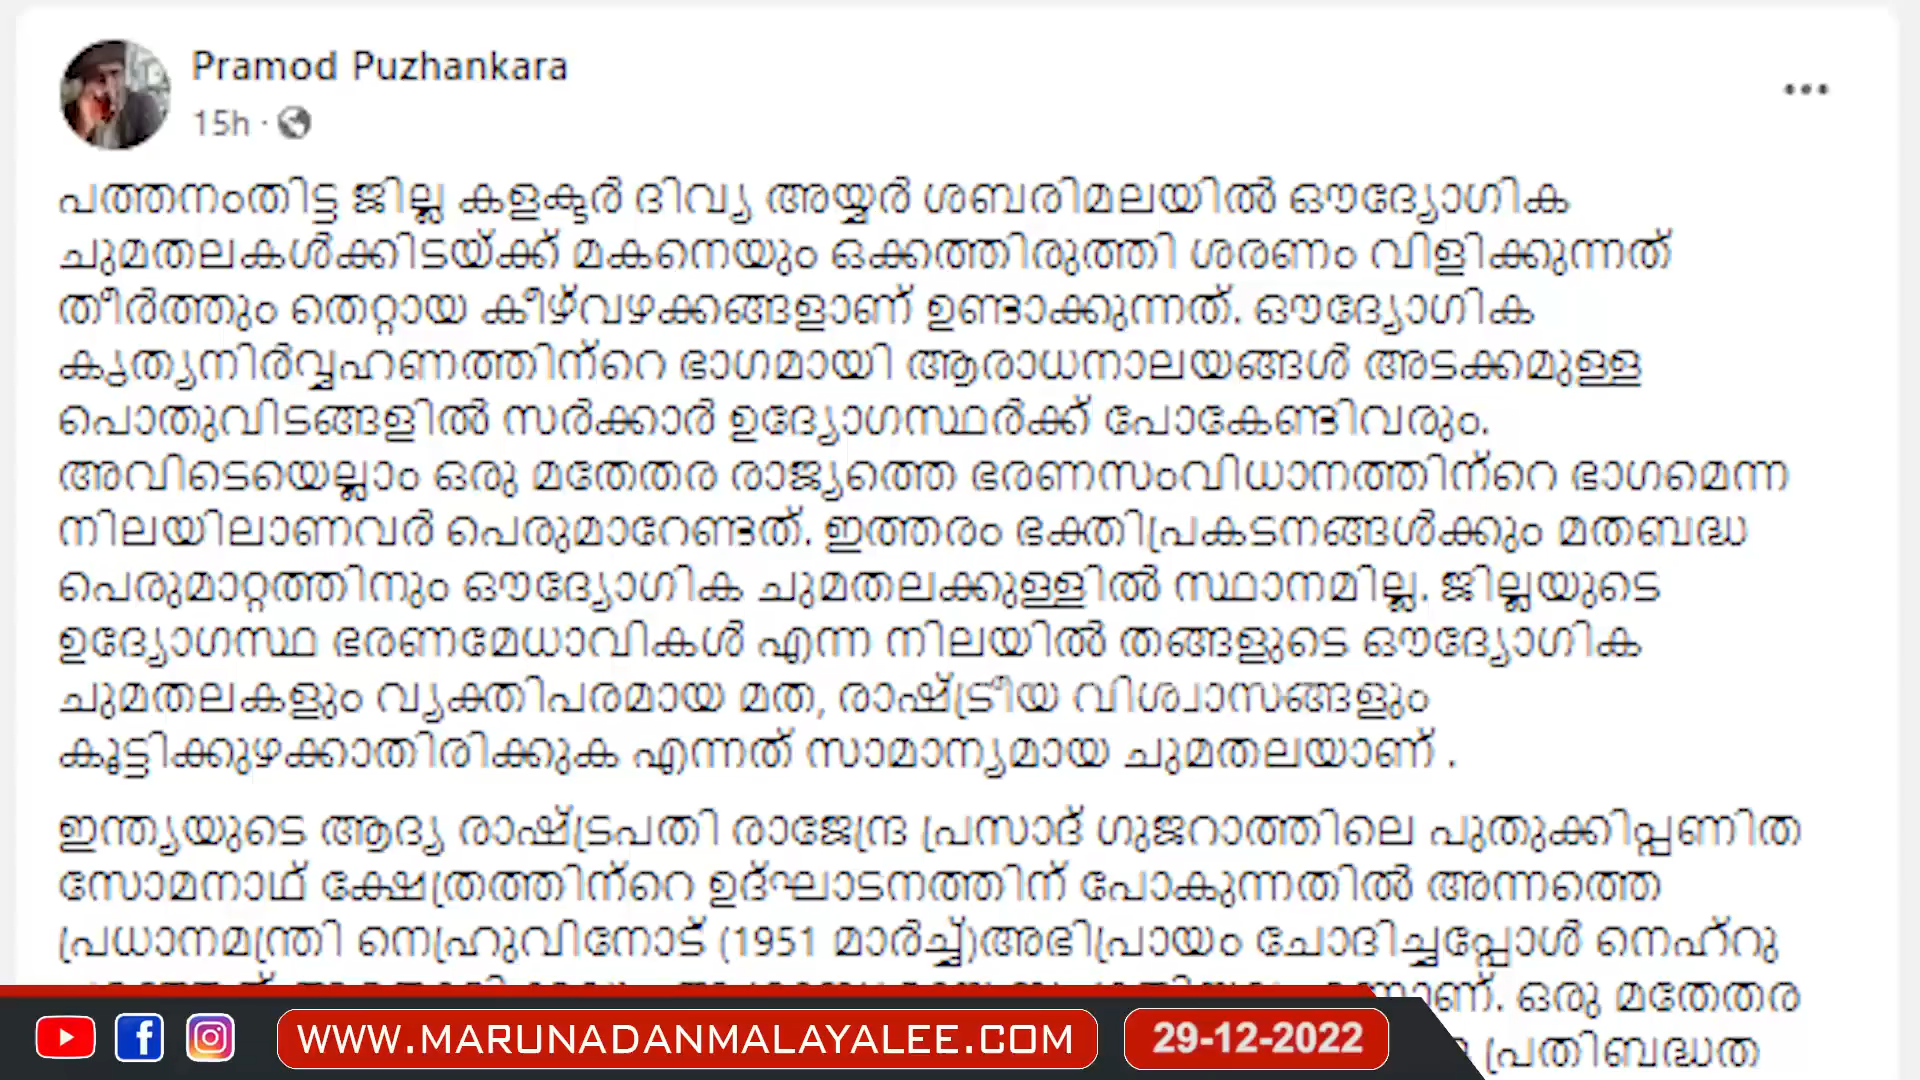 Pramod Puzhankara
15h ·
പത്തനംതിട്ട ജില്ല കളക്ടർ ദിവ്യ അയ്യർ ശബരിമലയിൽ ഔദ്യോഗിക
ചുമതലകൾക്കിടയ്ക്ക് മകനെയും ഒക്കത്തിരുത്തി ശരണം വിളിക്കുന്നത്
തീർത്തും തെറ്റായ കീഴ്‌വഴക്കങ്ങളാണ് ഉണ്ടാക്കുന്നത്. ഔദ്യോഗിക
കൃത്യനിർവ്വഹണത്തിന്റെ ഭാഗമായി ആരാധനാലയങ്ങൾ അടക്കമുള്ള
പൊതുവിടങ്ങളിൽ സർക്കാർ ഉദ്യോഗസ്ഥർക്ക് പോകേണ്ടിവരും.
അവിടെയെല്ലാം ഒരു മതേതര രാജ്യത്തെ ഭരണസംവിധാനത്തിന്റെ ഭാഗമെന്ന
നിലയിലാണവർ പെരുമാറേണ്ടത്. ഇത്തരം ഭക്തിപ്രകടനങ്ങൾക്കും മതബദ്ധ
പെരുമാറ്റത്തിനും ഔദ്യോഗിക ചുമതലക്കുള്ളിൽ സ്ഥാനമില്ല. ജില്ലയുടെ
ഉദ്യോഗസ്ഥ ഭരണമേധാവികൾ എന്ന നിലയിൽ തങ്ങളുടെ ഔദ്യോഗിക
ചുമതലകളും വ്യക്തിപരമായ മത, രാഷ്ട്രീയ വിശ്വാസങ്ങളും
കൂട്ടിക്കുഴക്കാതിരിക്കുക എന്നത് സാമാന്യമായ ചുമതലയാണ് .
ഇന്ത്യയുടെ ആദ്യ രാഷ്ട്രപതി രാജേന്ദ്ര പ്രസാദ് ഗുജറാത്തിലെ പുതുക്കിപ്പണിത
സോമനാഥ് ക്ഷേത്രത്തിന്റെ ഉദ്ഘാടനത്തിന് പോകുന്നതിൽ അന്നത്തെ
പ്രധാനമന്ത്രി നെഹ്രുവിനോട് (1951 മാർച്ച്)അഭിപ്രായം ചോദിച്ചപ്പോൾ നെഹ്‌റു
ഒരു മതേതര
പ്രതിബദ്ധത
WWW.MARUNADANMALAYALEE.COM
29-12-2022